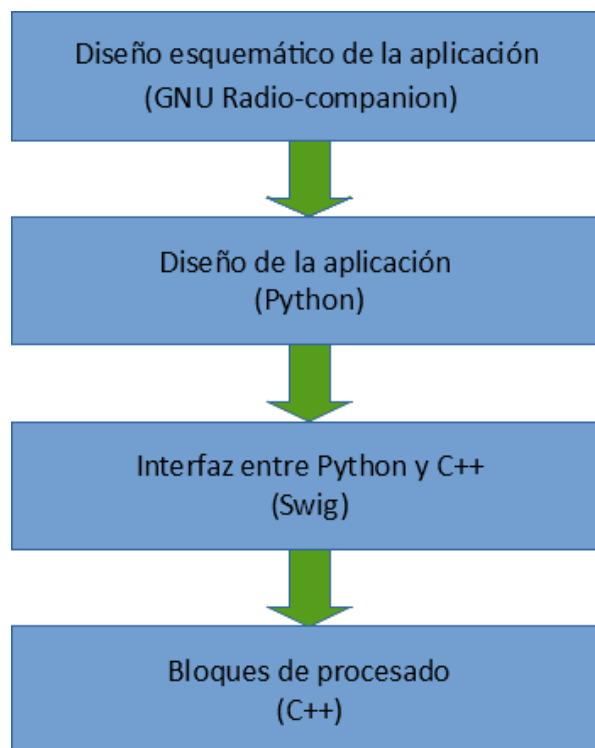 Diseño esquemático de la aplicación
(GNU Radio-companion)
Diseño de la aplicación
(Python)
Interfaz entre Python y C++
(Swig)
Bloques de procesado
(C++)